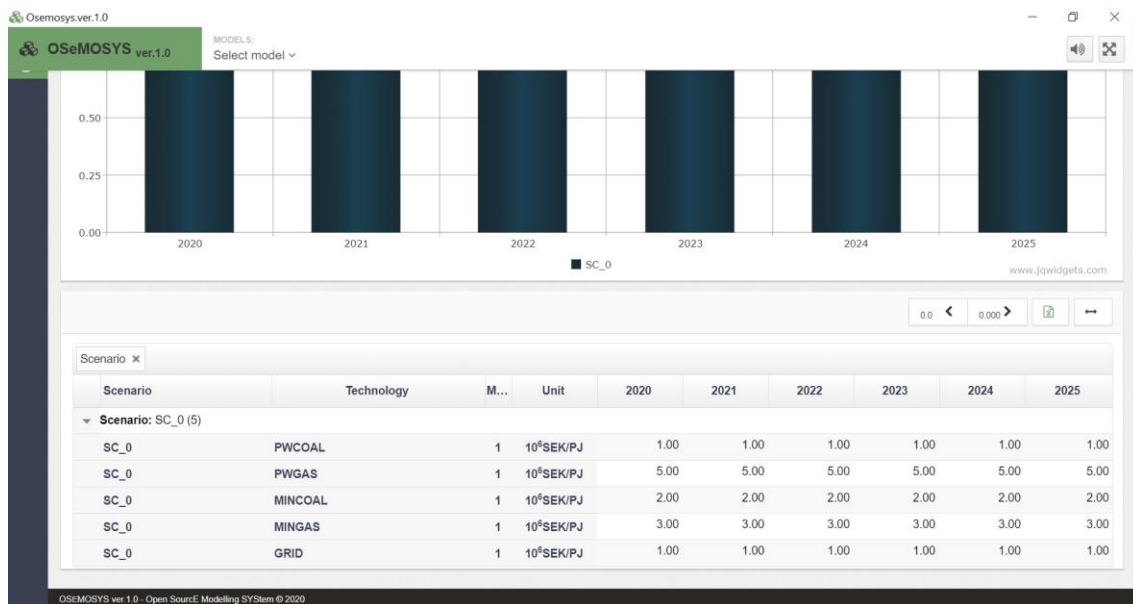 Osemosys.ver.1.0
OSeMOSYS ver.1.0
MODELS:
Select model
0.50
0.25
0.00
2020 2021 2022 2023 2024 2025
SC_0
www.jqwidgets.com
0.0 0.000
Scenario
Scenario Technology M... Unit 2020 2021 2022 2023 2024 2025
Scenario: SC_0 (5)
SC_0 PWCOAL 1 10⁶SEK/PJ 1.00 1.00 1.00 1.00 1.00 1.00
SC_0 PWGAS 1 10⁶SEK/PJ 5.00 5.00 5.00 5.00 5.00 5.00
SC_0 MINCOAL 1 10⁶SEK/PJ 2.00 2.00 2.00 2.00 2.00 2.00
SC_0 MINGAS 1 10⁶SEK/PJ 3.00 3.00 3.00 3.00 3.00 3.00
SC_0 GRID 1 10⁶SEK/PJ 1.00 1.00 1.00 1.00 1.00 1.00
OSEMOSYS ver.1.0 - Open SourcE Modelling SYStem © 2020